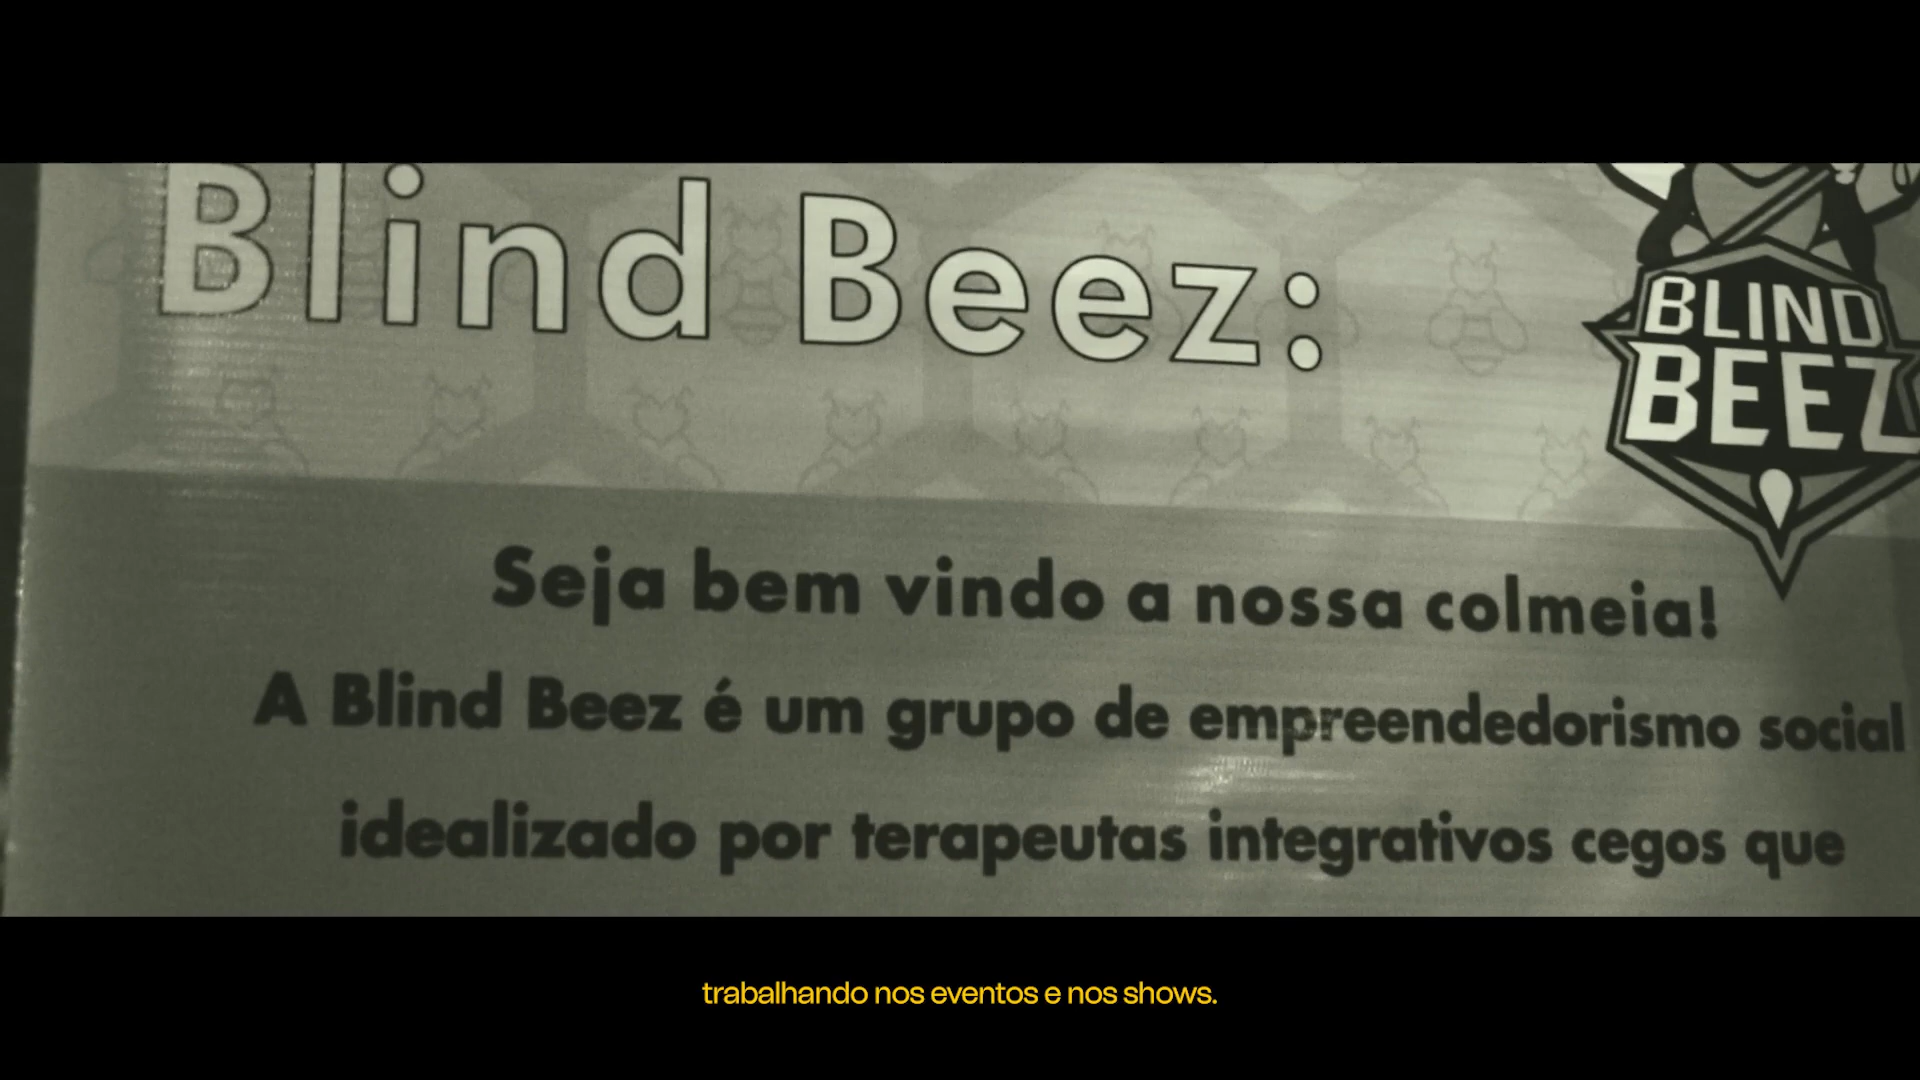 Blind Beez:
BLIND
BEEZ
Seja bem vindo a nossa colmeia!
A Blind Beez é um grupo de empreendedorismo social
idealizado por terapeutas integrativos cegos que
trabalhando nos eventos e nos shows.